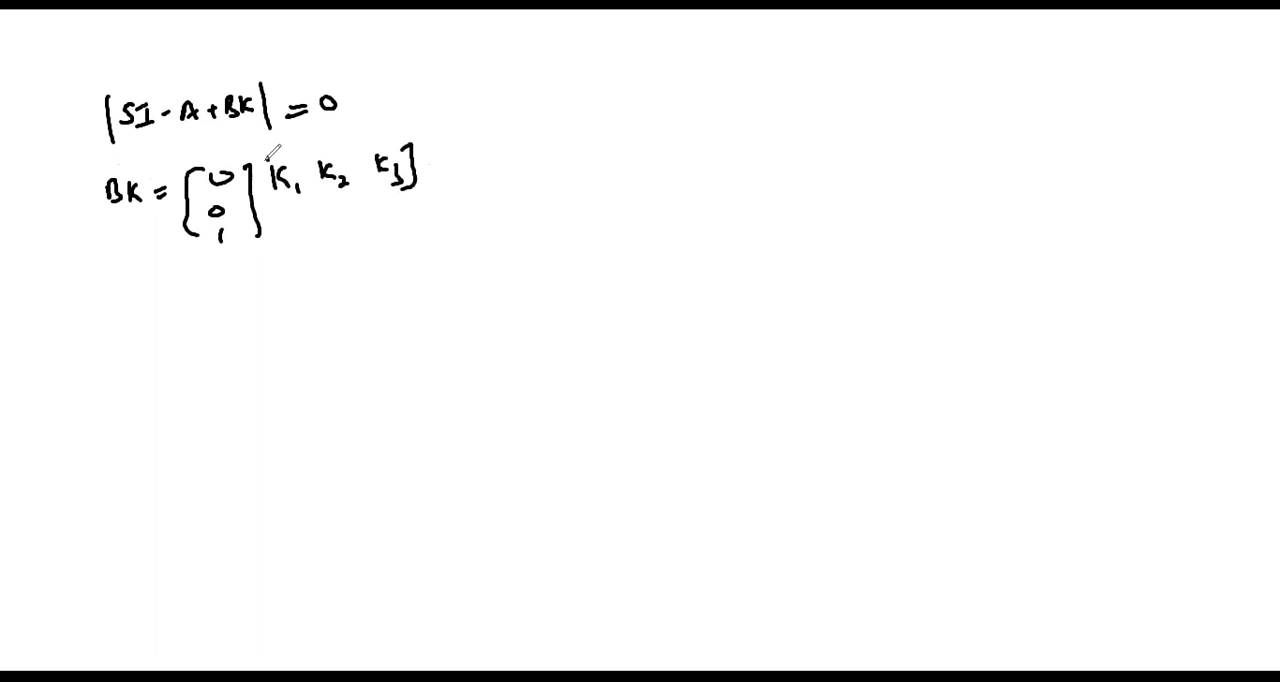 |SI - A + BK| = 0
BK = [0 0 1] K1 K2 K3]